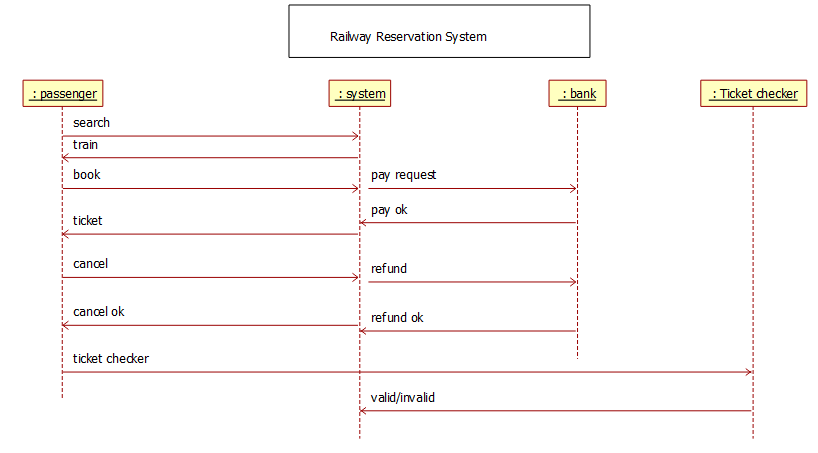 Railway Reservation System
: passenger
: system
: bank
: Ticket checker
search
train
book
pay request
pay ok
ticket
cancel
refund
cancel ok
refund ok
ticket checker
valid/invalid